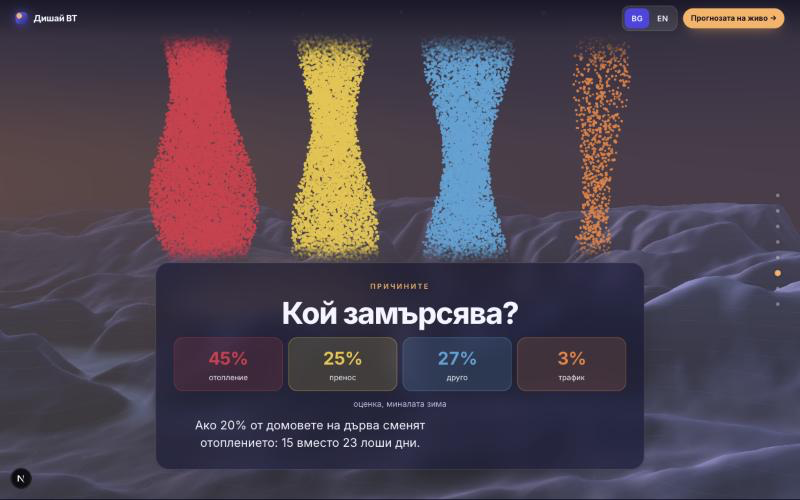 Дишай ВТ
BG EN
Прогнозата на живо →
ПРИЧИНИТЕ
Кой замърсява?
45% 25% 27% 3%
отопление пренос друго трафик
оценка, миналата зима
Ако 20% от домовете на дърва сменят
отоплението: 15 вместо 23 лоши дни.
N